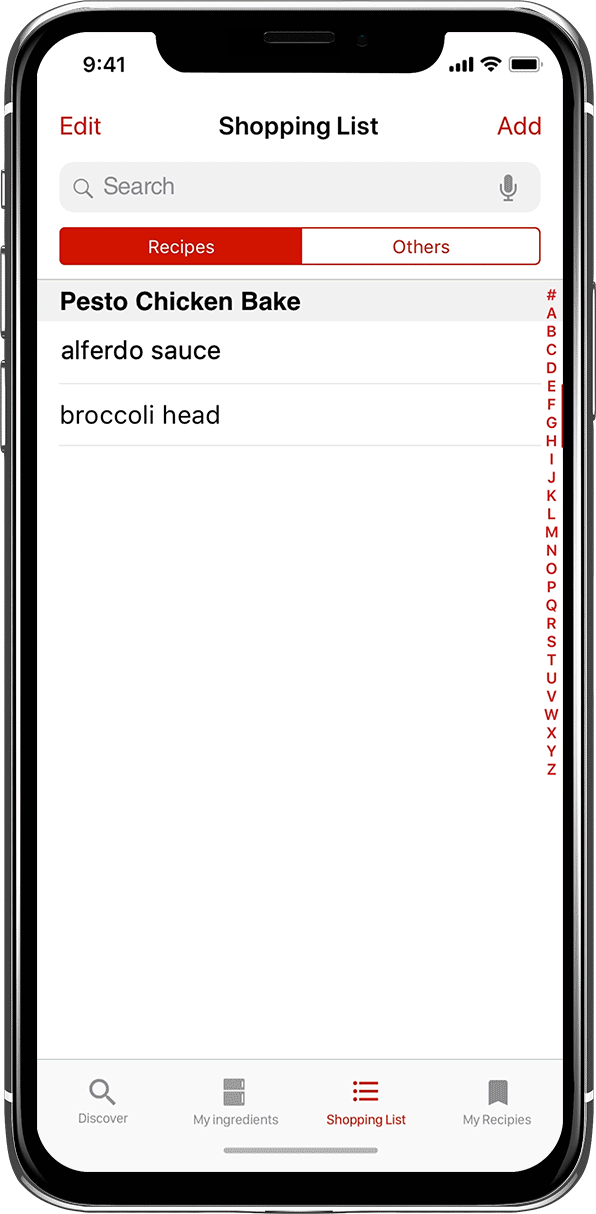 9:41
Edit Shopping List Add
Search
Recipes Others
Pesto Chicken Bake
alferdo sauce
broccoli head
#
A
B
C
D
E
F
G
H
I
J
K
L
M
N
O
P
Q
R
S
T
U
V
W
X
Y
Z
Discover My ingredients Shopping List My Recipies